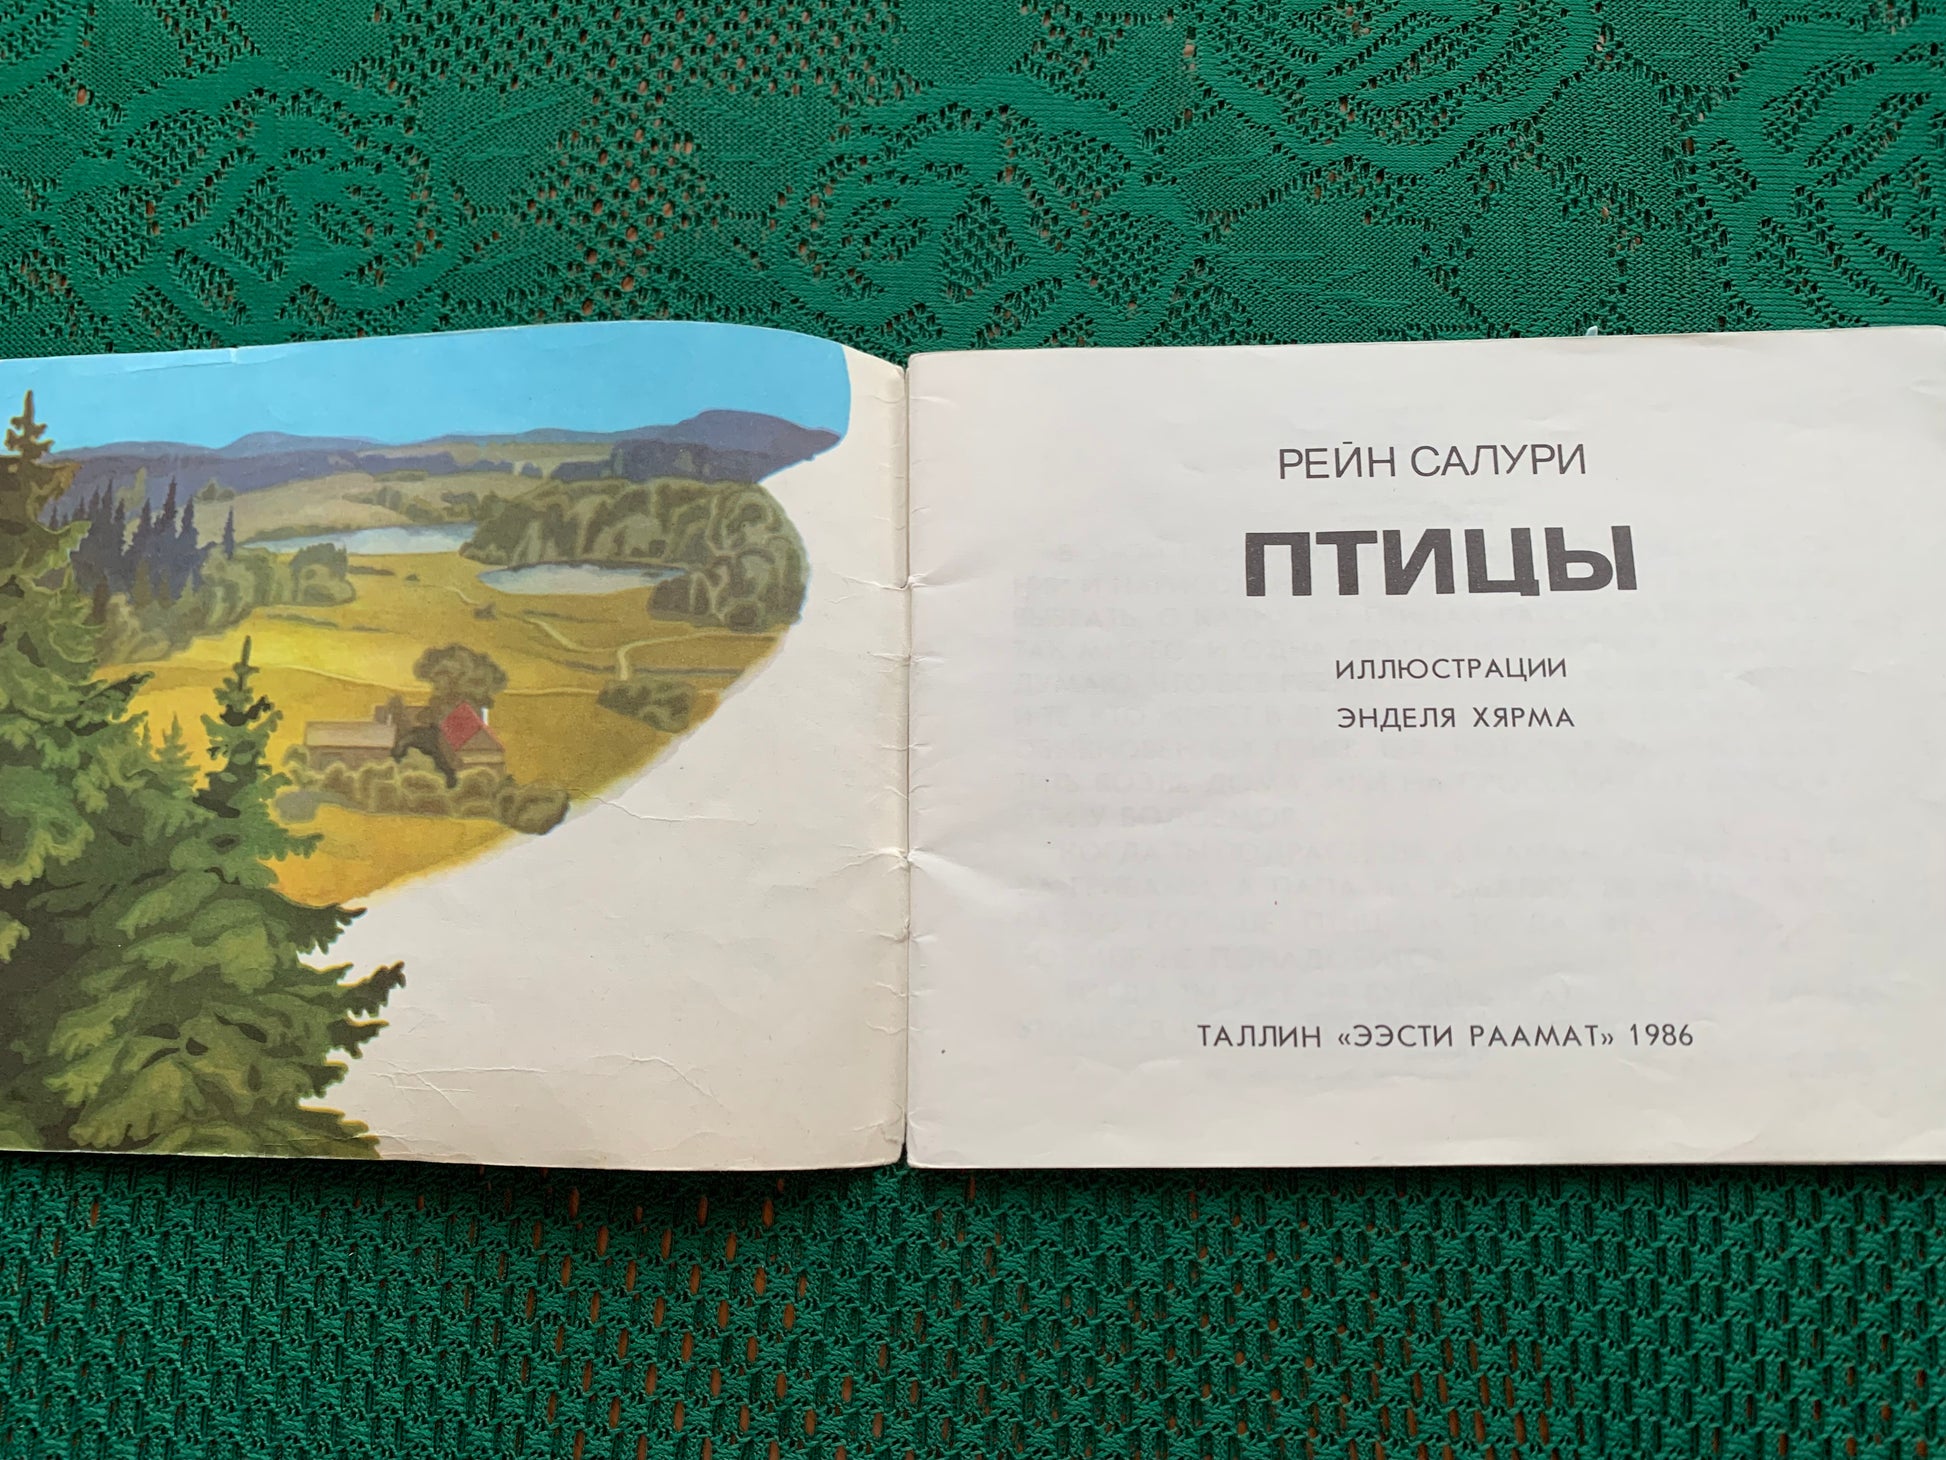 РЕЙН САЛУРИ
ПТИЦЫ
ИЛЛЮСТРАЦИИ
ЭНДЕЛЯ ХЯРМА
ТАЛЛИН «ЭЭСТИ РААМАТ» 1986